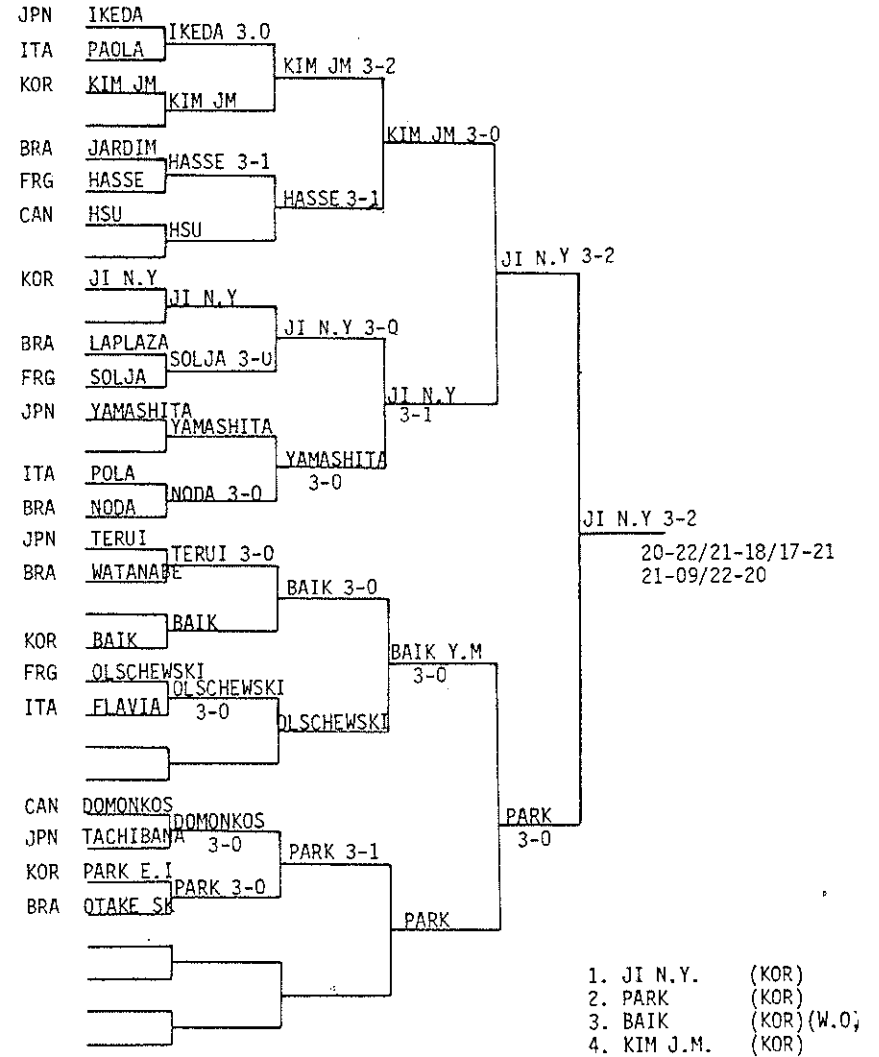 JPN IKEDA
IKEDA 3.0
ITA PAOLA
KIM JM 3-2
KOR KIM JM
KIM JM
KIM JM 3-0
BRA JARDIM
HASSE 3-1
FRG HASSE
HASSE 3-1
CAN HSU
HSU
JI N.Y 3-2
KOR JI N.Y
JI N.Y
JI N.Y 3-0
BRA LAPLAZA
SOLJA 3-0
FRG SOLJA
JI N.Y
3-1
JPN YAMASHITA
YAMASHITA
YAMASHITA
3-0
ITA POLA
NODA 3-0
BRA NODA
JI N.Y 3-2
20-22/21-18/17-21
21-09/22-20
JPN TERUI
TERUI 3-0
BRA WATANABE
BAIK 3-0
BAIK
KOR BAIK
BAIK Y.M
3-0
FRG OLSCHEWSKI
OLSCHEWSKI
3-0
ITA FLAVIA
OLSCHEWSKI
CAN DOMONKOS
DOMONKOS
3-0
JPN TACHIBANA
PARK
3-0
PARK 3-1
KOR PARK E.I
PARK 3-0
BRA OTAKE SK
PARK
1. JI N.Y. (KOR)
2. PARK (KOR)
3. BAIK (KOR)(W.O)
4. KIM J.M. (KOR)